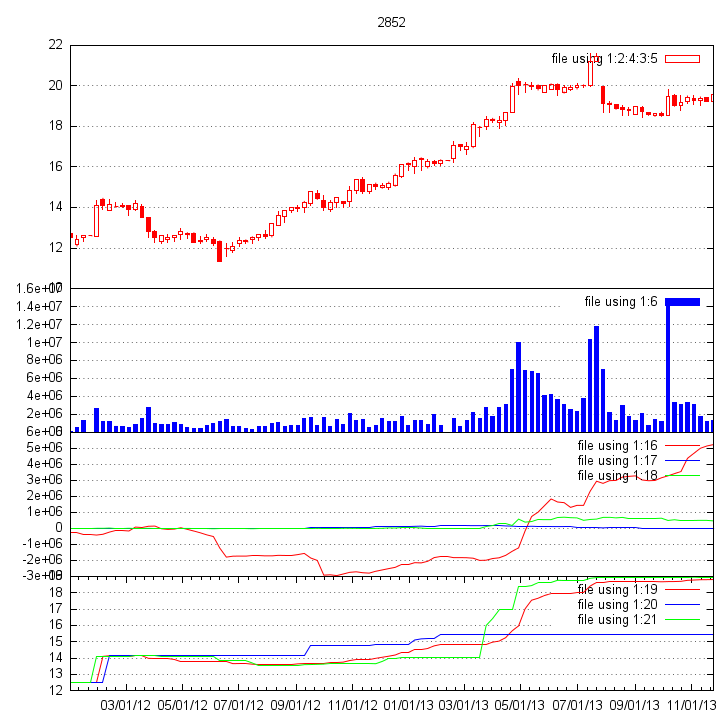 2852
22
file using 1:2:4:3:5
20
18
16
14
12
1.6e+07
file using 1:6
1.4e+07
1.2e+07
1e+07
8e+06
6e+06
4e+06
2e+06
6e+06
file using 1:16
5e+06
file using 1:17
4e+06
file using 1:18
3e+06
2e+06
1e+06
0
-1e+06
-2e+06
-3e+06
file using 1:19
18
file using 1:20
17
file using 1:21
16
15
14
13
12
03/01/12 05/01/12 07/01/12 09/01/12 11/01/12 01/01/13 03/01/13 05/01/13 07/01/13 09/01/13 11/01/13